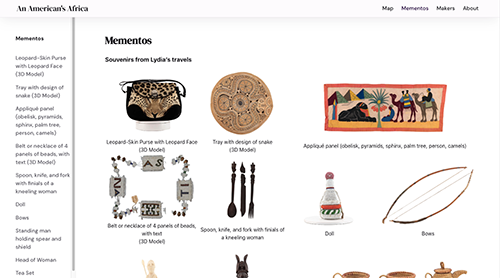 An American's Africa
Map
Mementos
Makers
About
Mementos
Leopard-Skin Purse
with Leopard Face
(3D Model)
Tray with design of
snake (3D Model)
Appliqué panel
(obelisk, pyramids,
sphinx, palm tree,
person, camels)
Belt or necklace of 4
panels of beads, with
text (3D Model)
Spoon, knife, and fork
with finials of a
kneeling woman
Doll
Bows
Standing man
holding spear and
shield
Head of Woman
Tea Set
Mementos
Souvenirs from Lydia's travels
Leopard-Skin Purse with Leopard Face
(3D Model)
Tray with design of snake
(3D Model)
Appliqué panel (obelisk, pyramids, sphinx, palm tree, person, camels)
Belt or necklace of 4 panels of beads,
with text
(3D Model)
Spoon, knife, and fork with finials of
a kneeling woman
Doll
Bows